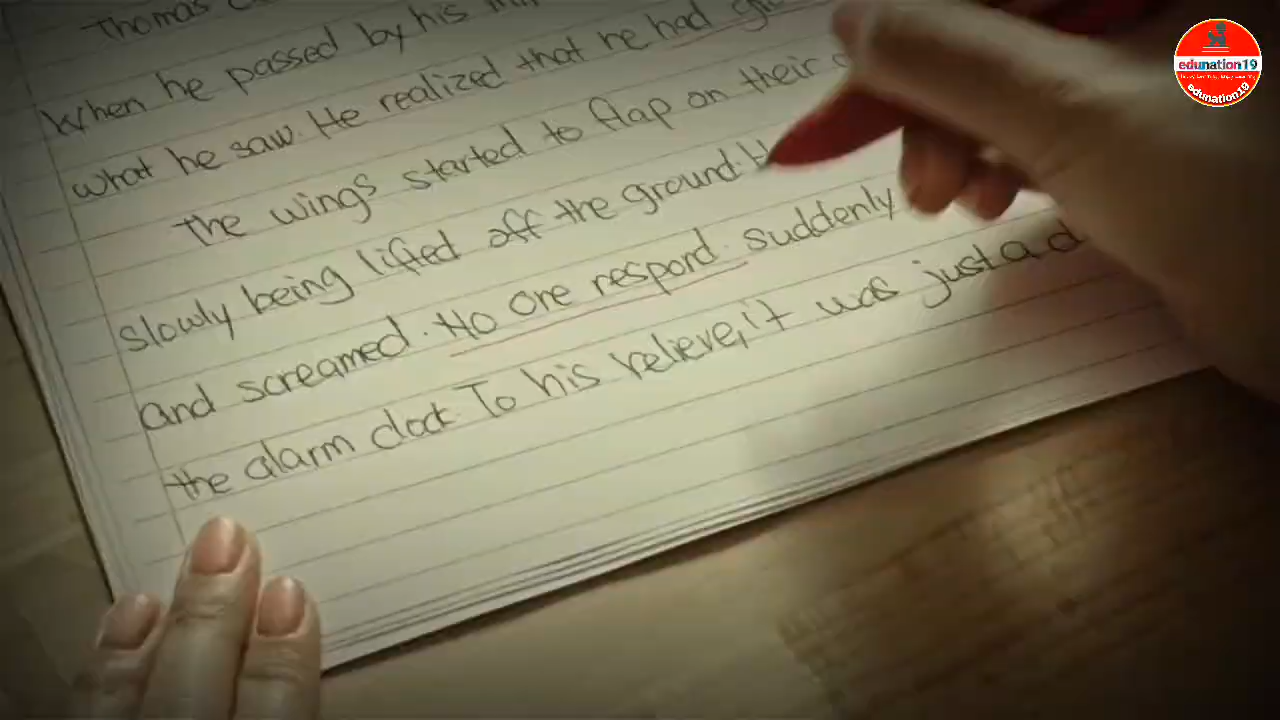 Thomas
When he passed by his
what he saw. He realized that he had
The wings started to flap on their
slowly being lifted off the ground. H
and screamed. No one respond. suddenly
the alarm clock. To his relieve, it was just a d
edunation19
edunation19